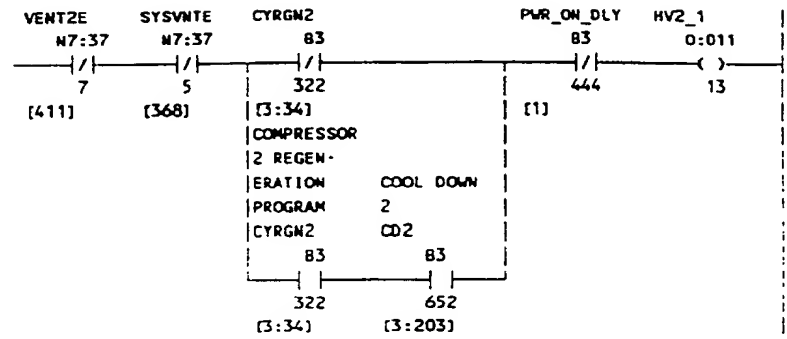 VENT2E SYSVNTE CYRGN2 PWR_ON_DLY HV2_1
N7:37 N7:37 B3 B3 O:011
7 5 322 444 13
[411] [368] [3:34] [1]
COMPRESSOR
2 REGEN-
ERATION COOL DOWN
PROGRAM 2
CYRGN2 CD2
B3 B3
322 652
[3:34] [3:203]